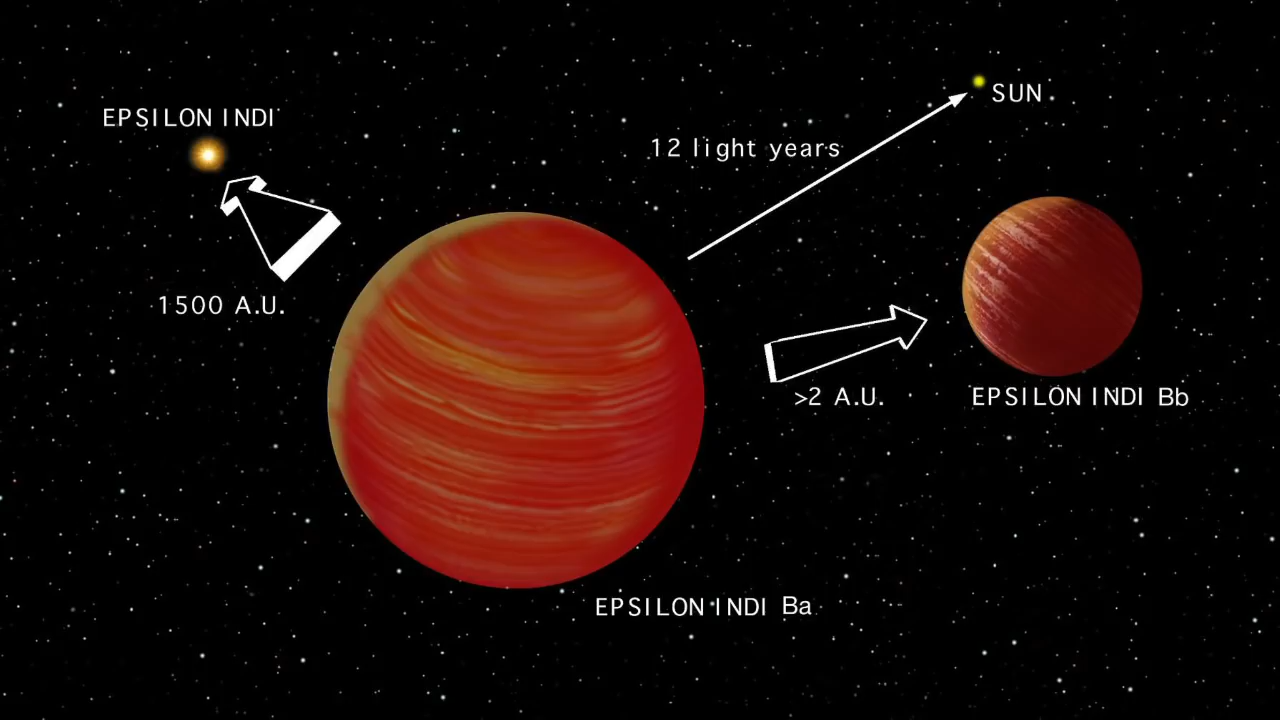 EPSILON INDI
SUN
12 light years
1500 A.U.
>2 A.U.
EPSILON INDI Bb
EPSILON INDI Ba